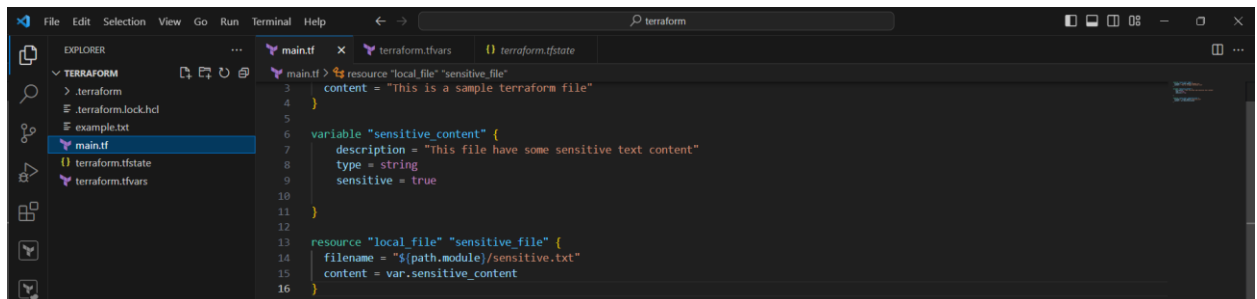 File Edit Selection View Go Run Terminal Help
terraform
EXPLORER
TERRAFORM
.terraform
.terraform.lock.hcl
example.txt
main.tf
terraform.tfstate
terraform.tfvars
main.tf
terraform.tfvars
terraform.tfstate
main.tf > resource "local_file" "sensitive_file"
3 content = "This is a sample terraform file"
4 }
5
6 variable "sensitive_content" {
7 description = "This file have some sensitive text content"
8 type = string
9 sensitive = true
10
11 }
12
13 resource "local_file" "sensitive_file" {
14 filename = "${path.module}/sensitive.txt"
15 content = var.sensitive_content
16 }